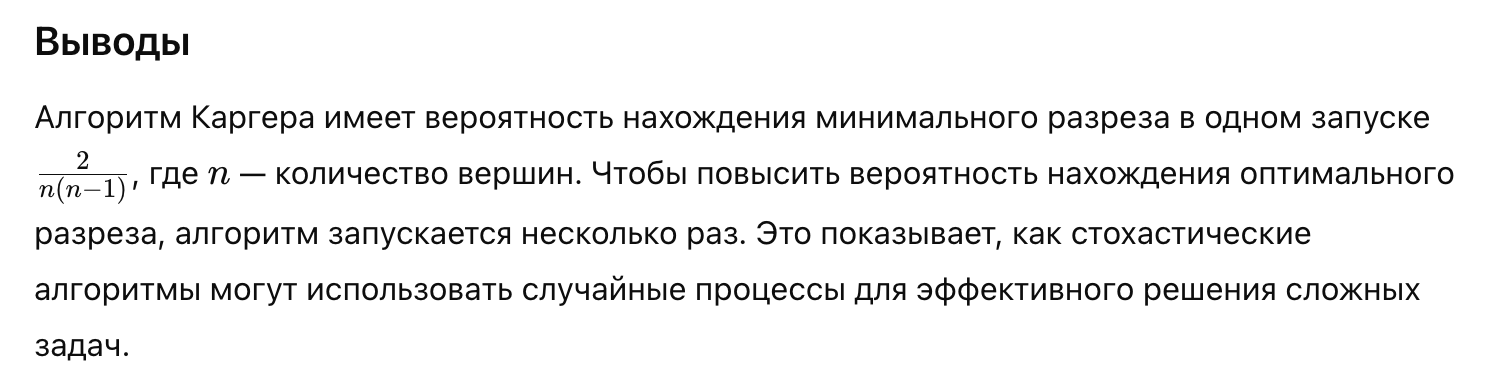 Выводы
Алгоритм Каргера имеет вероятность нахождения минимального разреза в одном запуске
$\frac{2}{n(n-1)}$, где $n$ — количество вершин. Чтобы повысить вероятность нахождения оптимального
разреза, алгоритм запускается несколько раз. Это показывает, как стохастические
алгоритмы могут использовать случайные процессы для эффективного решения сложных
задач.